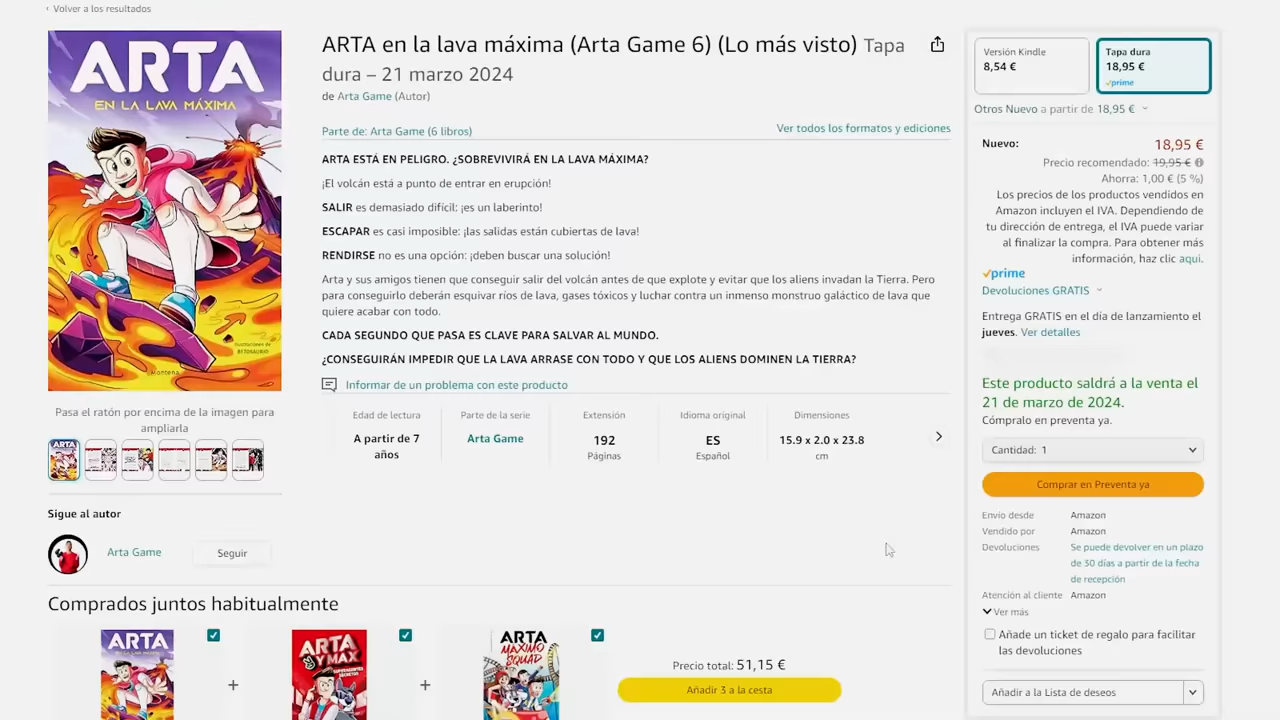 ‹ Volver a los resultados
ARTA
EN LA LAVA MÁXIMA
Ilustraciones de
BETOSAURIO
Montena
Pasa el ratón por encima de la imagen para
ampliarla
Sigue al autor
Arta Game
Seguir
ARTA en la lava máxima (Arta Game 6) (Lo más visto) Tapa
dura – 21 marzo 2024
de Arta Game (Autor)
Parte de: Arta Game (6 libros)
Ver todos los formatos y ediciones
ARTA ESTÁ EN PELIGRO. ¿SOBREVIVIRÁ EN LA LAVA MÁXIMA?
¡El volcán está a punto de entrar en erupción!
SALIR es demasiado difícil: ¡es un laberinto!
ESCAPAR es casi imposible: ¡las salidas están cubiertas de lava!
RENDIRSE no es una opción: ¡deben buscar una solución!
Arta y sus amigos tienen que conseguir salir del volcán antes de que explote y evitar que los aliens invadan la Tierra. Pero
para conseguirlo deberán esquivar ríos de lava, gases tóxicos y luchar contra un inmenso monstruo galáctico de lava que
quiere acabar con todo.
CADA SEGUNDO QUE PASA ES CLAVE PARA SALVAR AL MUNDO.
¿CONSEGUIRÁN IMPEDIR QUE LA LAVA ARRASE CON TODO Y QUE LOS ALIENS DOMINEN LA TIERRA?
Informar de un problema con este producto
Edad de lectura
A partir de 7
años
Parte de la serie
Arta Game
Extensión
192
Páginas
Idioma original
ES
Español
Dimensiones
15.9 x 2.0 x 23.8
cm
Versión Kindle
8,54 €
Tapa dura
18,95 €
prime
Otros Nuevo a partir de 18,95 €
Nuevo: 18,95 €
Precio recomendado: 19,95 €
Ahorra: 1,00 € (5 %)
Los precios de los productos vendidos en
Amazon incluyen el IVA. Dependiendo de
tu dirección de entrega, el IVA puede variar
al finalizar la compra. Para obtener más
información, haz clic aqui.
prime
Devoluciones GRATIS
Entrega GRATIS en el día de lanzamiento el
jueves. Ver detalles
Este producto saldrá a la venta el
21 de marzo de 2024.
Cómpralo en preventa ya.
Cantidad: 1
Comprar en Preventa ya
Envío desde Amazon
Vendido por Amazon
Devoluciones Se puede devolver en un plazo
de 30 días a partir de la fecha
de recepción
Atención al cliente Amazon
Ver más
Añade un ticket de regalo para facilitar
las devoluciones
Añadir a la Lista de deseos
Comprados juntos habitualmente
ARTA
EN LA LAVA MÁXIMA
+
ARTA
Y MAX
SUPERAGENTES
SECRETOS
+
ARTA
MÁXIMO
SQUAD
Precio total: 51,15 €
Añadir 3 a la cesta